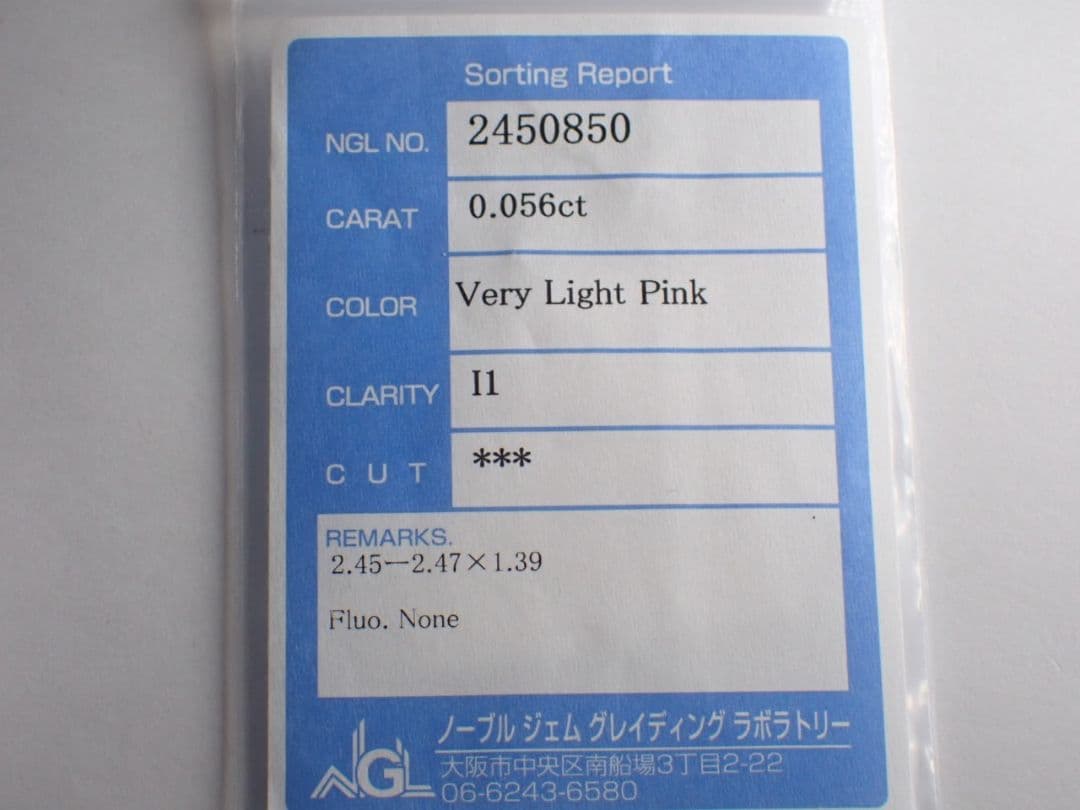 Sorting Report
NGL NO. 2450850
CARAT 0.056ct
COLOR Very Light Pink
CLARITY I1
C U T ***
REMARKS.
2.45ー2.47×1.39
Fluo. None
ノーブル ジェム グレイディング ラボラトリー
NGL 大阪市中央区南船場3丁目2-22
06-6243-6580